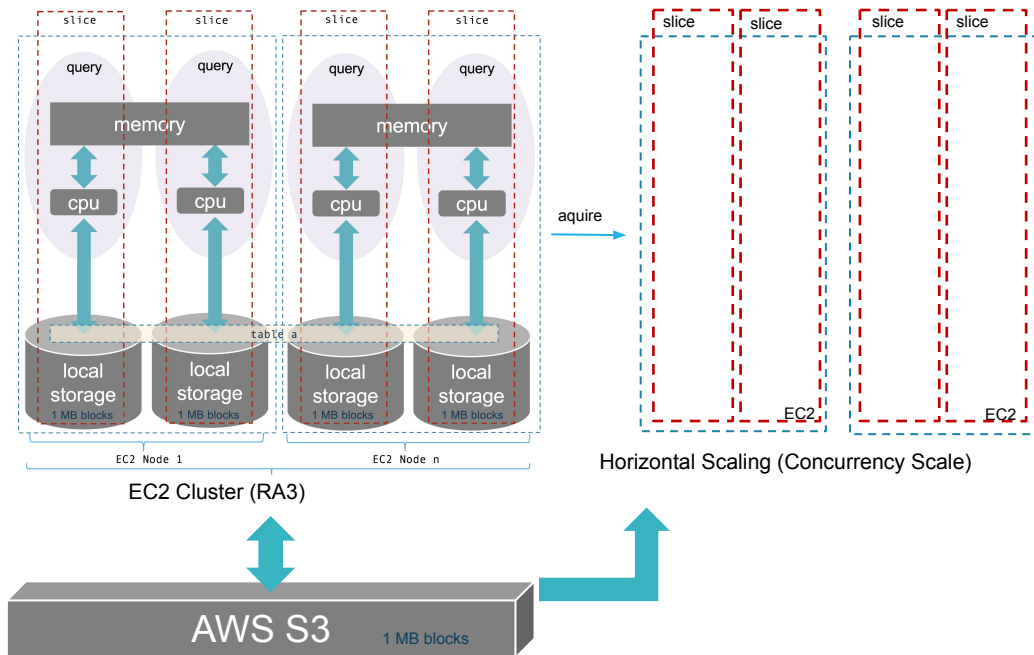 slice slice slice slice
slice slice slice slice
query query query query
memory memory
cpu cpu cpu cpu
aquire
table a
local storage local storage local storage local storage
1 MB blocks 1 MB blocks 1 MB blocks 1 MB blocks
EC2 EC2
EC2 Node 1 EC2 Node n
Horizontal Scaling (Concurrency Scale)
EC2 Cluster (RA3)
AWS S3 1 MB blocks